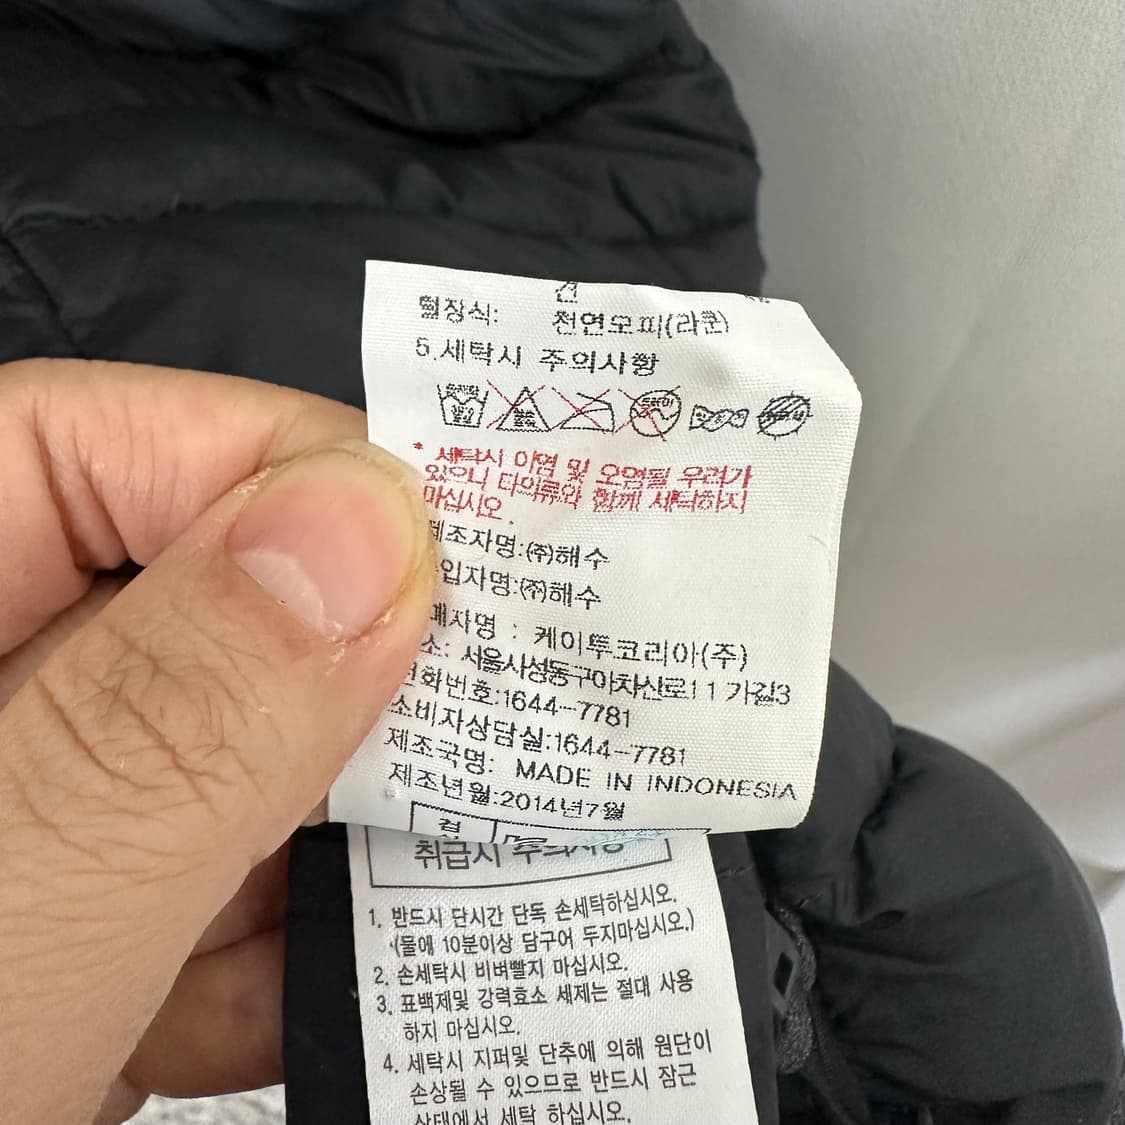 털장식: 천연모피(라쿤)
5.세탁시 주의사항
* 세탁시 이염 및 오염될 우려가
있으니 타의류와 함께 세탁하지
마십시오.
제조자명:㈜해수
입자명:㈜해수
매자명 : 케이투코리아(주)
소: 서울시성동구아차산로11가길3
전화번호:1644-7781
소비자상담실:1644-7781
제조국명: MADE IN INDONESIA
제조년월:2014년7월
취급시 주의사항
1. 반드시 단시간 단독 손세탁하십시오.
(물에 10분이상 담구어 두지마십시오.)
2. 손세탁시 비벼빨지 마십시오.
3. 표백제및 강력효소 세제는 절대 사용
하지 마십시오.
4. 세탁시 지퍼및 단추에 의해 원단이
손상될 수 있으므로 반드시 잠근
상태에서 세탁 하십시오.